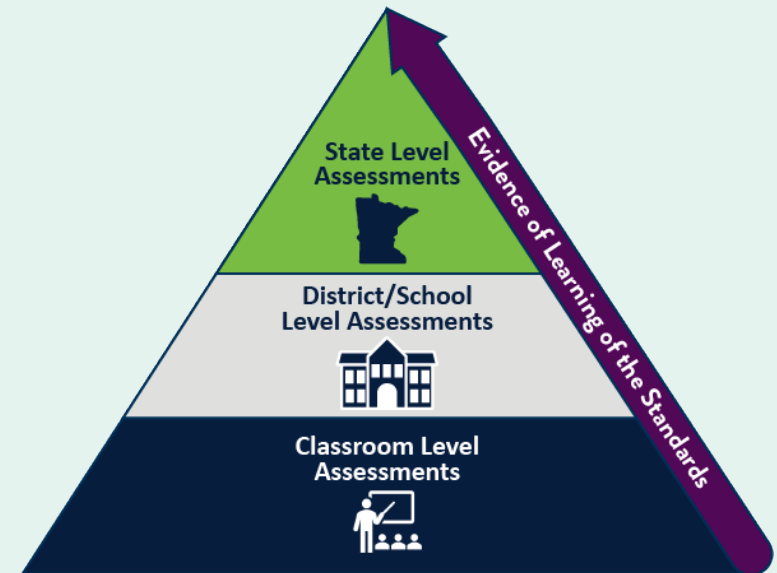 State Level
Assessments
District/School
Level Assessments
Classroom Level
Assessments
Evidence of Learning of the Standards